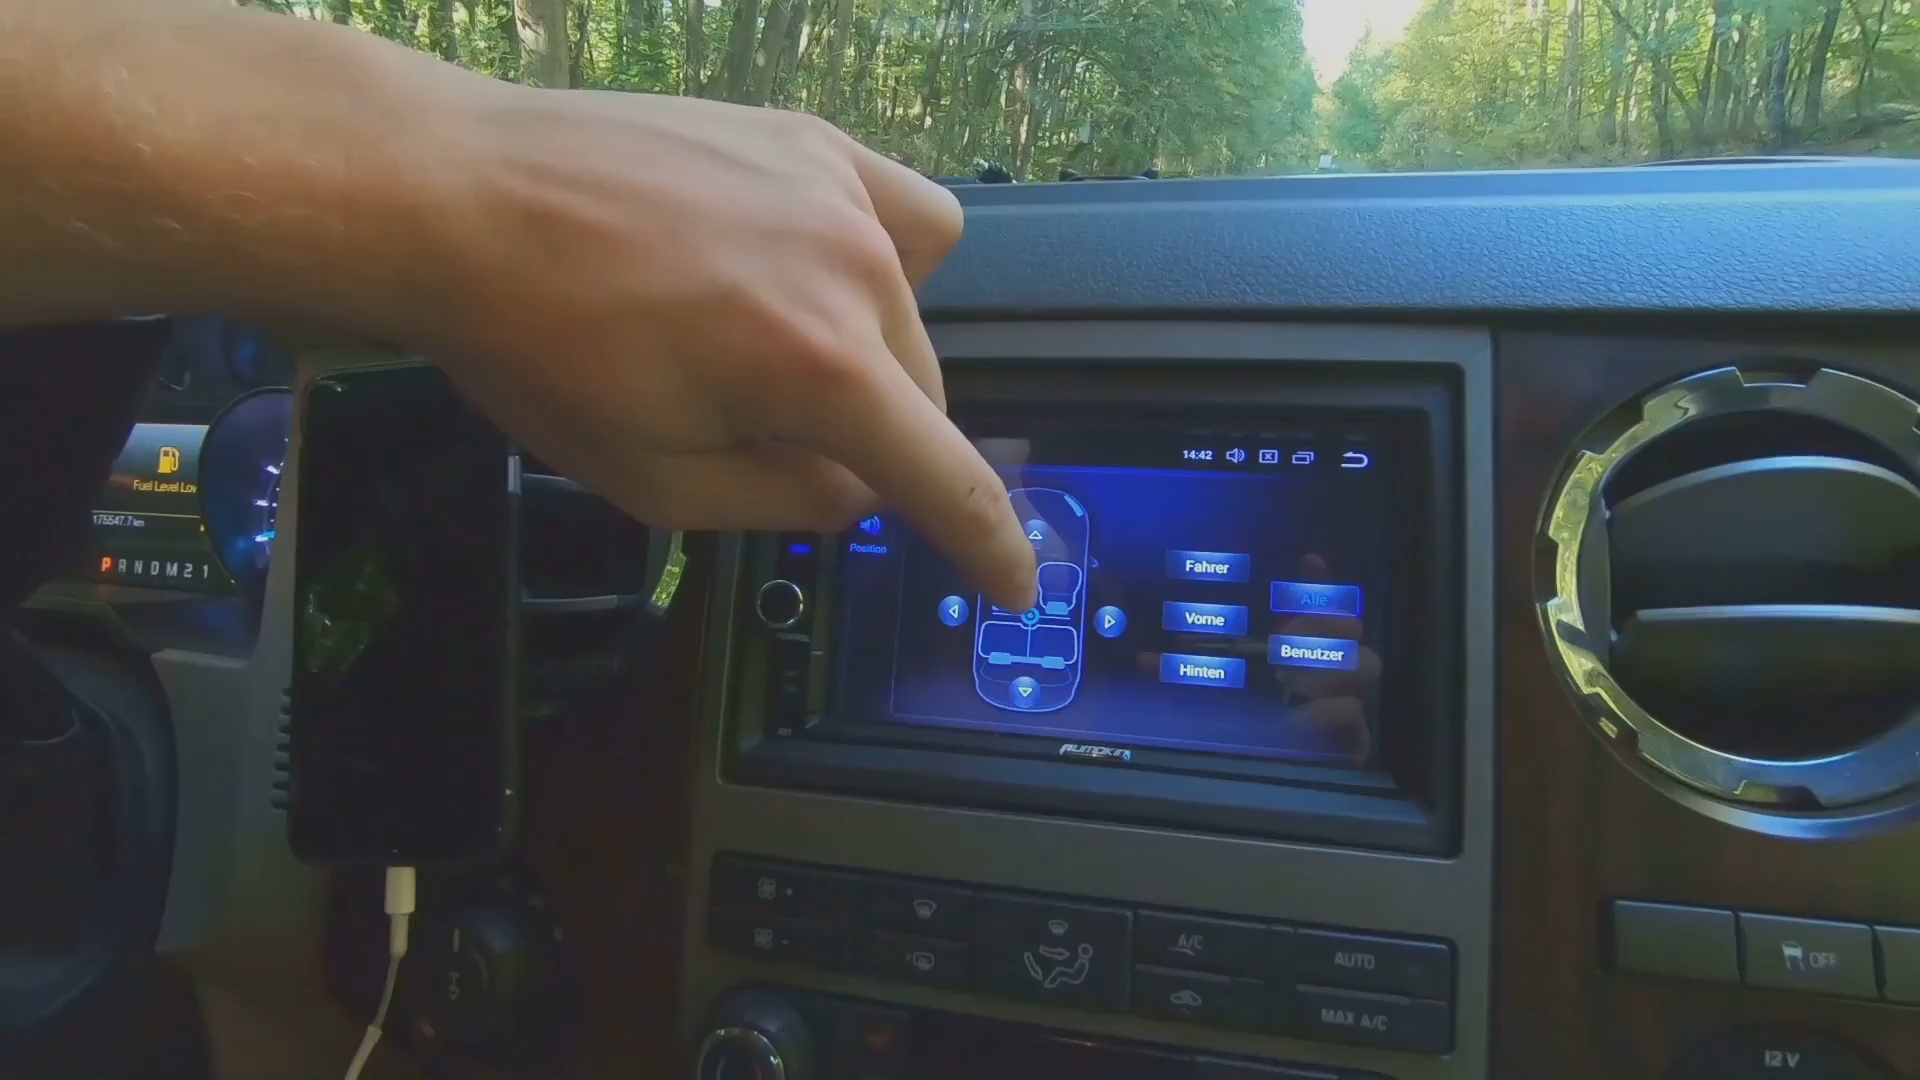 14:42
Fuel Level Low
175547.7 km
P R N D M 2 1
Position
Fahrer
Alle
Vorne
Benutzer
Hinten
PUMPKIN
A/C
AUTO
MAX A/C
OFF
12V